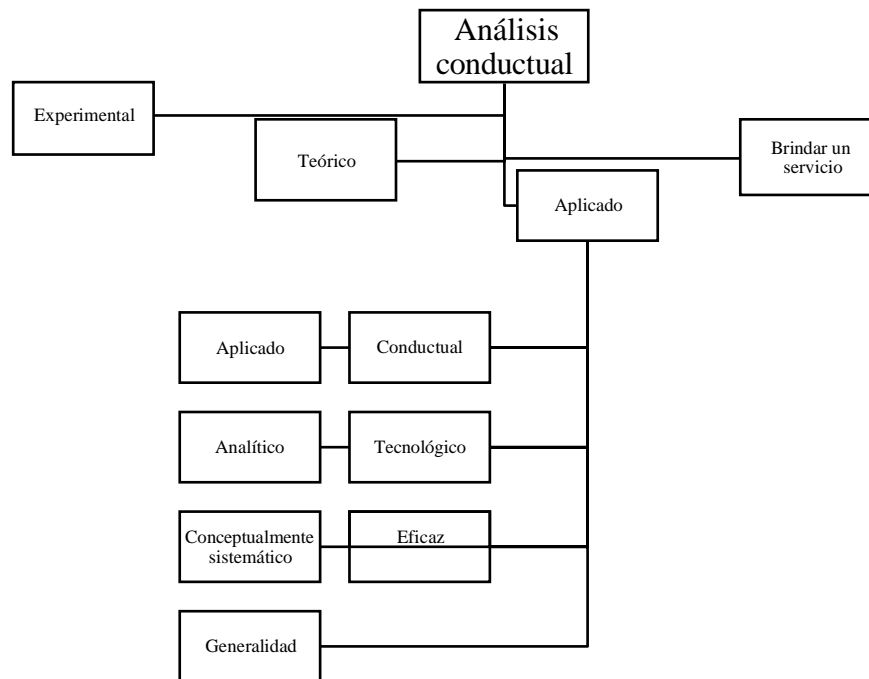 Análisis
conductual
Experimental
Teórico
Brindar un
servicio
Aplicado
Aplicado
Conductual
Analítico
Tecnológico
Conceptualmente
sistemático
Eficaz
Generalidad